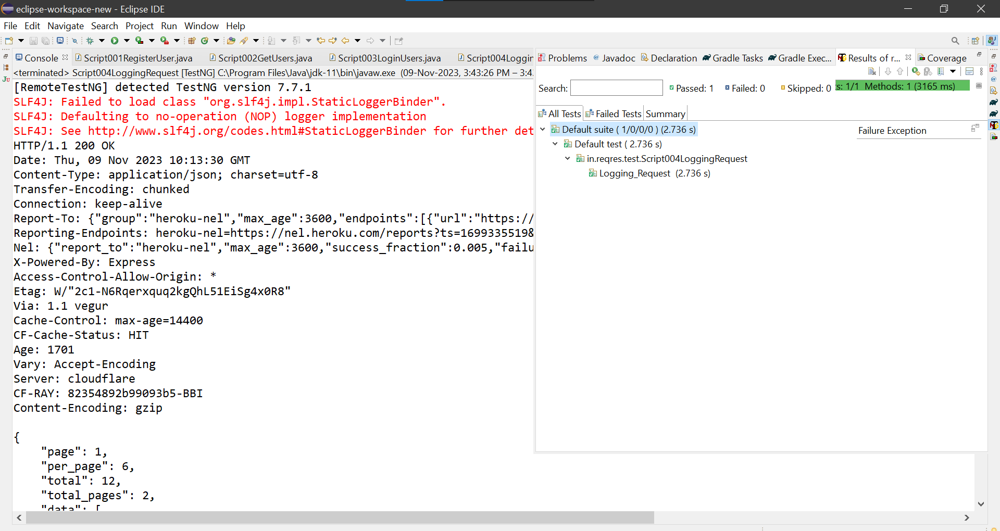 eclipse-workspace-new - Eclipse IDE
File Edit Navigate Search Project Run Window Help
Console Script001RegisterUser.java Script002GetUsers.java Script003LoginUsers.java Script004Loggin
<terminated> Script004LoggingRequest [TestNG] C:\Program Files\Java\jdk-11\bin\javaw.exe (09-Nov-2023, 3:43:26 PM – 3:4
[RemoteTestNG] detected TestNG version 7.7.1
SLF4J: Failed to load class "org.slf4j.impl.StaticLoggerBinder".
SLF4J: Defaulting to no-operation (NOP) logger implementation
SLF4J: See http://www.slf4j.org/codes.html#StaticLoggerBinder for further det
HTTP/1.1 200 OK
Date: Thu, 09 Nov 2023 10:13:30 GMT
Content-Type: application/json; charset=utf-8
Transfer-Encoding: chunked
Connection: keep-alive
Report-To: {"group":"heroku-nel","max_age":3600,"endpoints":[{"url":"https://
Reporting-Endpoints: heroku-nel=https://nel.heroku.com/reports?ts=1699335519&
Nel: {"report_to":"heroku-nel","max_age":3600,"success_fraction":0.005,"failu
X-Powered-By: Express
Access-Control-Allow-Origin: *
Etag: W/"2c1-N6Rqerxquq2kgQhL51EiSg4x0R8"
Via: 1.1 vegur
Cache-Control: max-age=14400
CF-Cache-Status: HIT
Age: 1701
Vary: Accept-Encoding
Server: cloudflare
CF-RAY: 82354892b99093b5-BBI
Content-Encoding: gzip
{
"page": 1,
"per_page": 6,
"total": 12,
"total_pages": 2,
"data": [
Problems Javadoc Declaration Gradle Tasks Gradle Exec... Results of r... Coverage
Search: Passed: 1 Failed: 0 Skipped: 0 s: 1/1 Methods: 1 (3165 ms)
All Tests Failed Tests Summary
Default suite ( 1/0/0/0 ) (2.736 s)
Failure Exception
Default test ( 2.736 s)
in.reqres.test.Script004LoggingRequest
Logging_Request (2.736 s)